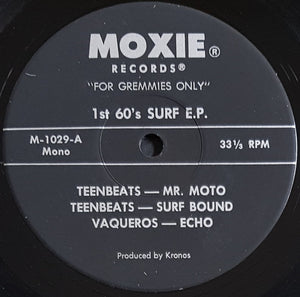 MOXIE®
RECORDS®
"FOR GREMMIES ONLY"
1st 60's SURF E.P.
M-1029-A 33⅓ RPM
Mono
TEENBEATS — MR. MOTO
TEENBEATS — SURF BOUND
VAQUEROS — ECHO
Produced by Kronos